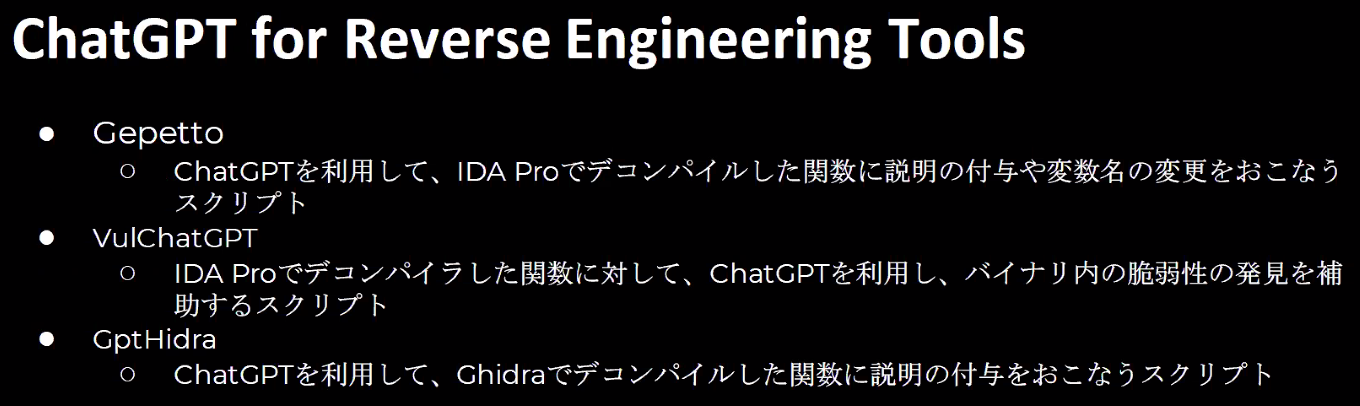 ChatGPT for Reverse Engineering Tools
● Gepetto
○ ChatGPTを利用して、IDA Proでデコンパイルした関数に説明の付与や変数名の変更をおこなう
スクリプト
● VulChatGPT
○ IDA Proでデコンパイラした関数に対して、ChatGPTを利用し、バイナリ内の脆弱性の発見を補
助するスクリプト
● GptHidra
○ ChatGPTを利用して、Ghidraでデコンパイルした関数に説明の付与をおこなうスクリプト